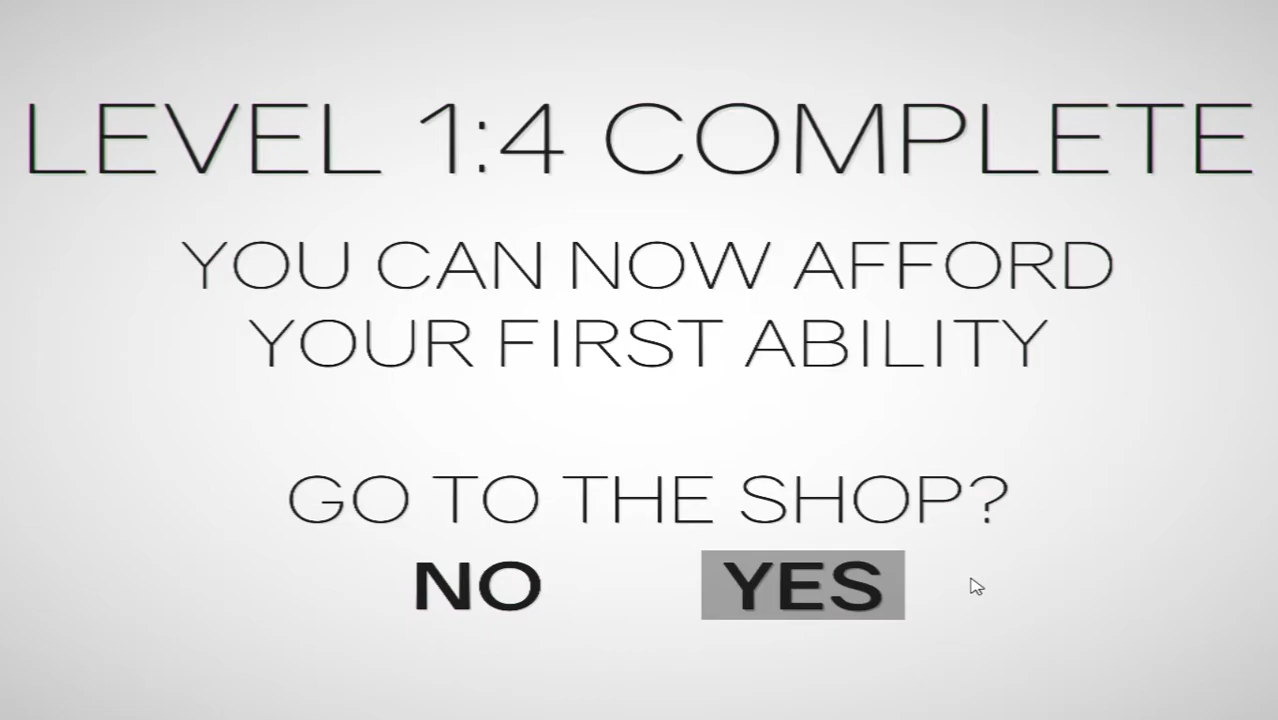 LEVEL 1:4 COMPLETE
YOU CAN NOW AFFORD
YOUR FIRST ABILITY
GO TO THE SHOP?
NO YES